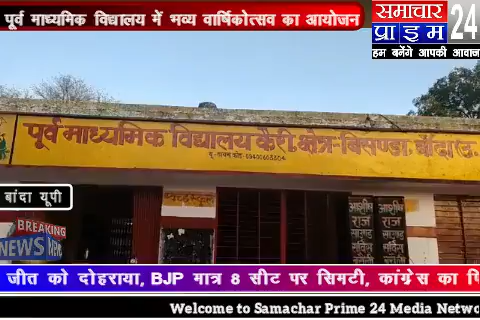 पूर्व माध्यमिक विद्यालय में भव्य वार्षिकोत्सव का आयोजन
समाचार
प्राइम 24
हम बनेंगे आपकी आवाज
पूर्व माध्यमिक विद्यालय कैरी, क्षेत्र-बिसण्डा, बाँदा उ.
बांदा यूपी
BREAKING
NEWS
जीत को दोहराया, BJP मात्र 8 सीट पर सिमटी, कांग्रेस का
Welcome to Samachar Prime 24 Media Netwo